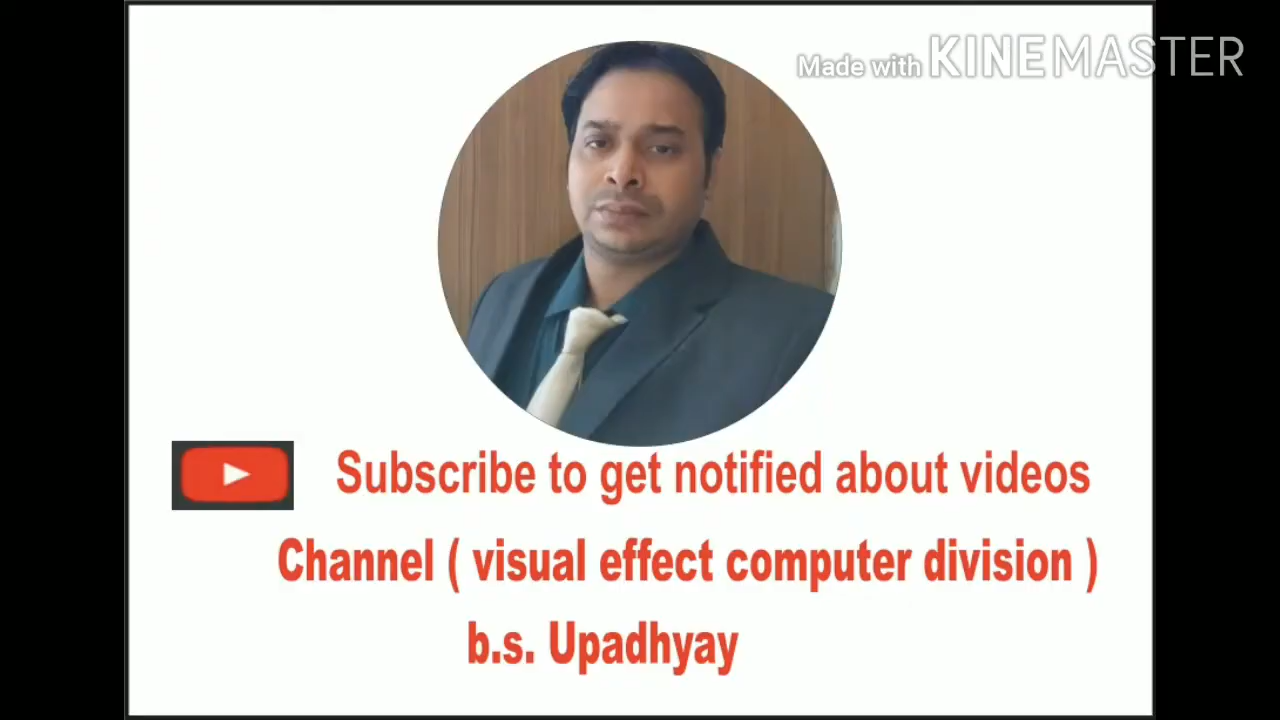 Made with KINEMASTER
Subscribe to get notified about videos
Channel ( visual effect computer division )
b.s. Upadhyay